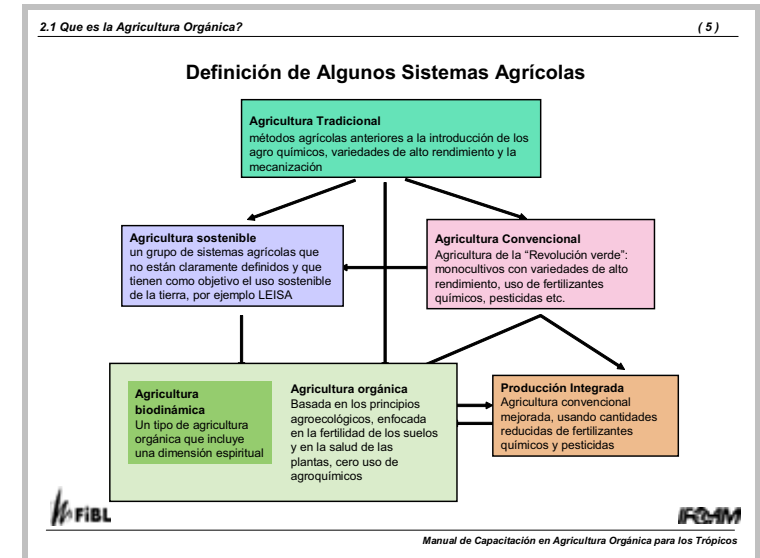 2.1 Que es la Agricultura Orgánica?
( 5 )
Definición de Algunos Sistemas Agrícolas
Agricultura Tradicional
métodos agrícolas anteriores a la introducción de los
agro químicos, variedades de alto rendimiento y la
mecanización
Agricultura sostenible
un grupo de sistemas agrícolas que
no están claramente definidos y que
tienen como objetivo el uso sostenible
de la tierra, por ejemplo LEISA
Agricultura Convencional
Agricultura de la “Revolución verde”:
monocultivos con variedades de alto
rendimiento, uso de fertilizantes
químicos, pesticidas etc.
Agricultura
biodinámica
Un tipo de agricultura
orgánica que incluye
una dimensión espiritual
Agricultura orgánica
Basada en los principios
agroecológicos, enfocada
en la fertilidad de los suelos
y en la salud de las
plantas, cero uso de
agroquímicos
Producción Integrada
Agricultura convencional
mejorada, usando cantidades
reducidas de fertilizantes
químicos y pesticidas
FiBL
IFOAM
Manual de Capacitación en Agricultura Orgánica para los Trópicos